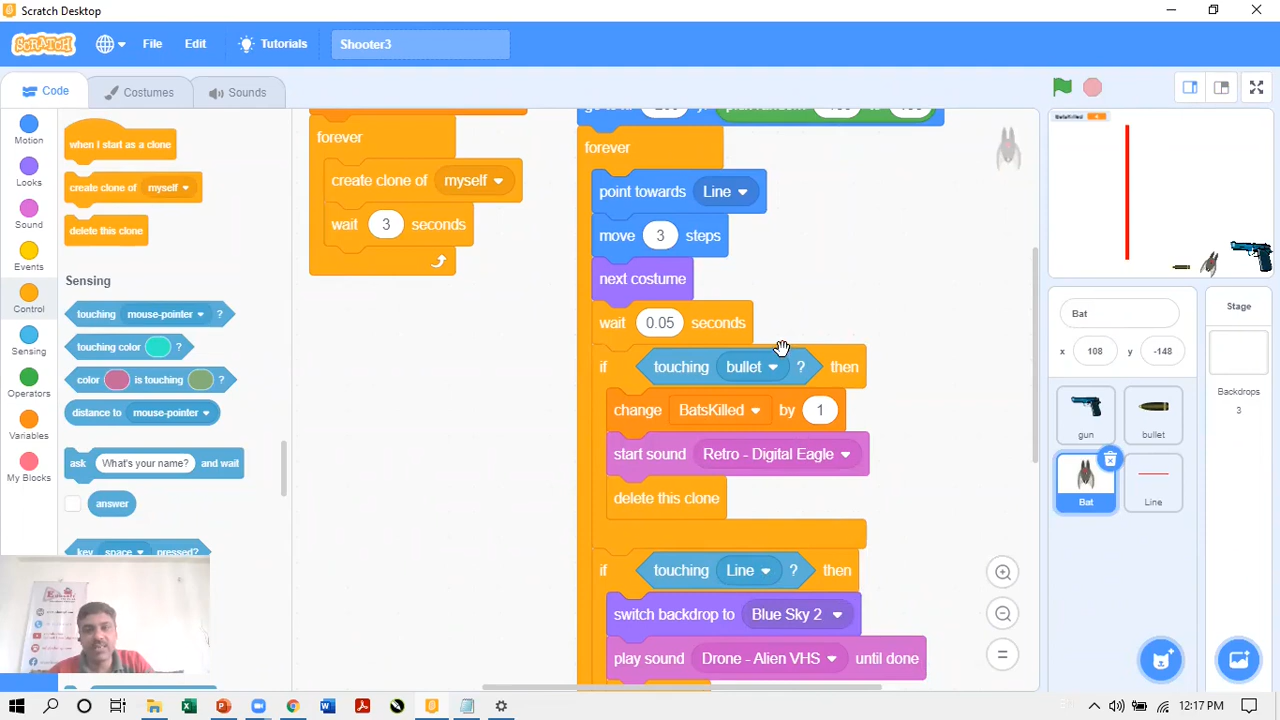 Scratch Desktop
SCRATCH
File
Edit
Tutorials
Shooter3
Code
Costumes
Sounds
Motion
Looks
Sound
Events
Control
Sensing
Operators
Variables
My Blocks
when I start as a clone
create clone of myself
delete this clone
Sensing
touching mouse-pointer ?
touching color ?
color is touching ?
distance to mouse-pointer
ask What's your name? and wait
answer
key space pressed?
forever
create clone of myself
wait 3 seconds
forever
point towards Line
move 3 steps
next costume
wait 0.05 seconds
if touching bullet ? then
change BatsKilled by 1
start sound Retro - Digital Eagle
delete this clone
if touching Line ? then
switch backdrop to Blue Sky 2
play sound Drone - Alien VHS until done
BatsKilled 4
Bat
x 108 y -148
gun
bullet
Bat
Line
Stage
Backdrops
3
12:17 PM